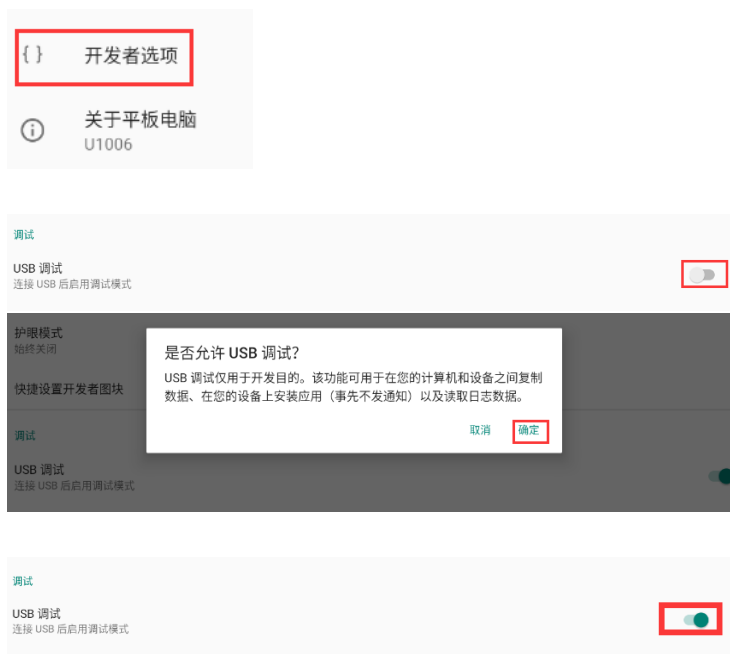 { } 开发者选项
关于平板电脑
U1006
调试
USB 调试
连接 USB 后启用调试模式
护眼模式
始终关闭
快捷设置开发者图块
调试
USB 调试
连接 USB 后启用调试模式
是否允许 USB 调试？
USB 调试仅用于开发目的。该功能可用于在您的计算机和设备之间复制
数据、在您的设备上安装应用（事先不发通知）以及读取日志数据。
取消 确定
调试
USB 调试
连接 USB 后启用调试模式